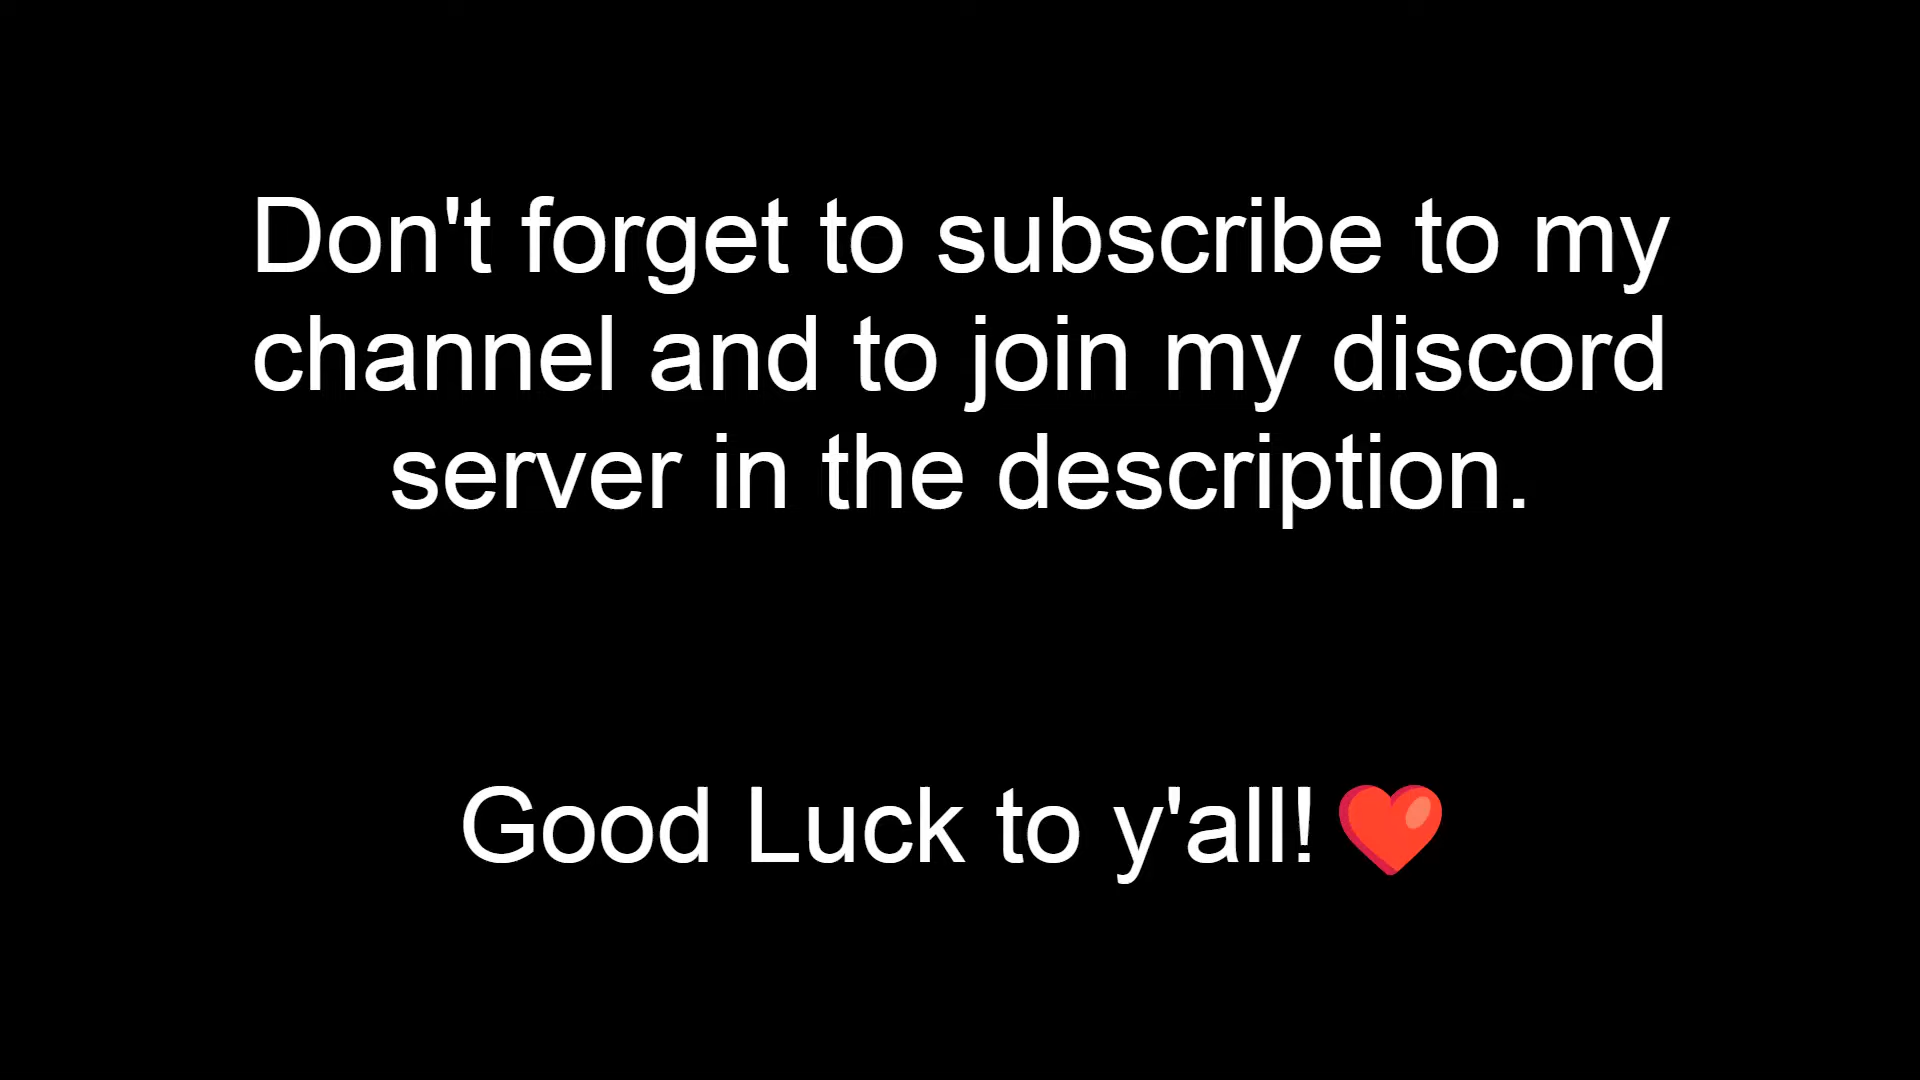 Don't forget to subscribe to my
channel and to join my discord
server in the description.
Good Luck to y'all! ❤️